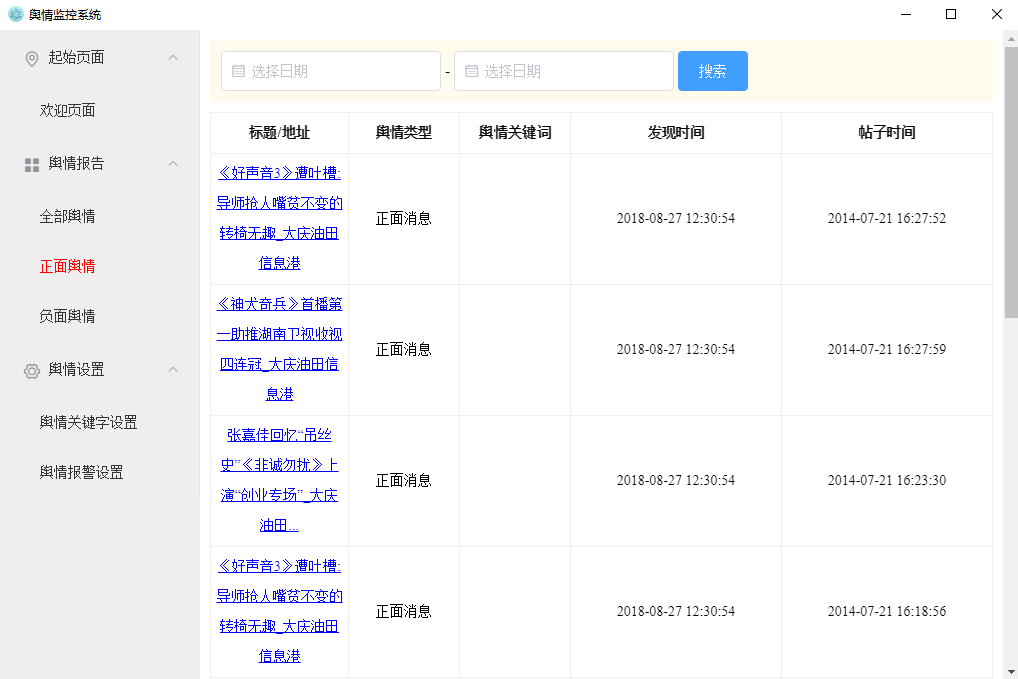 舆情监控系统
起始页面
欢迎页面
舆情报告
全部舆情
正面舆情
负面舆情
舆情设置
舆情关键字设置
舆情报警设置
选择日期 - 选择日期 搜索
标题/地址 舆情类型 舆情关键词 发现时间 帖子时间
《好声音3》遭吐槽:
导师抢人嘴贫不变的
转椅无趣_大庆油田
信息港
正面消息 2018-08-27 12:30:54 2014-07-21 16:27:52
《神犬奇兵》首播第
一助推湖南卫视收视
四连冠_大庆油田信
息港
正面消息 2018-08-27 12:30:54 2014-07-21 16:27:59
张嘉佳回忆“吊丝
史”《非诚勿扰》上
演“创业专场”_大庆
油田...
正面消息 2018-08-27 12:30:54 2014-07-21 16:23:30
《好声音3》遭吐槽:
导师抢人嘴贫不变的
转椅无趣_大庆油田
信息港
正面消息 2018-08-27 12:30:54 2014-07-21 16:18:56